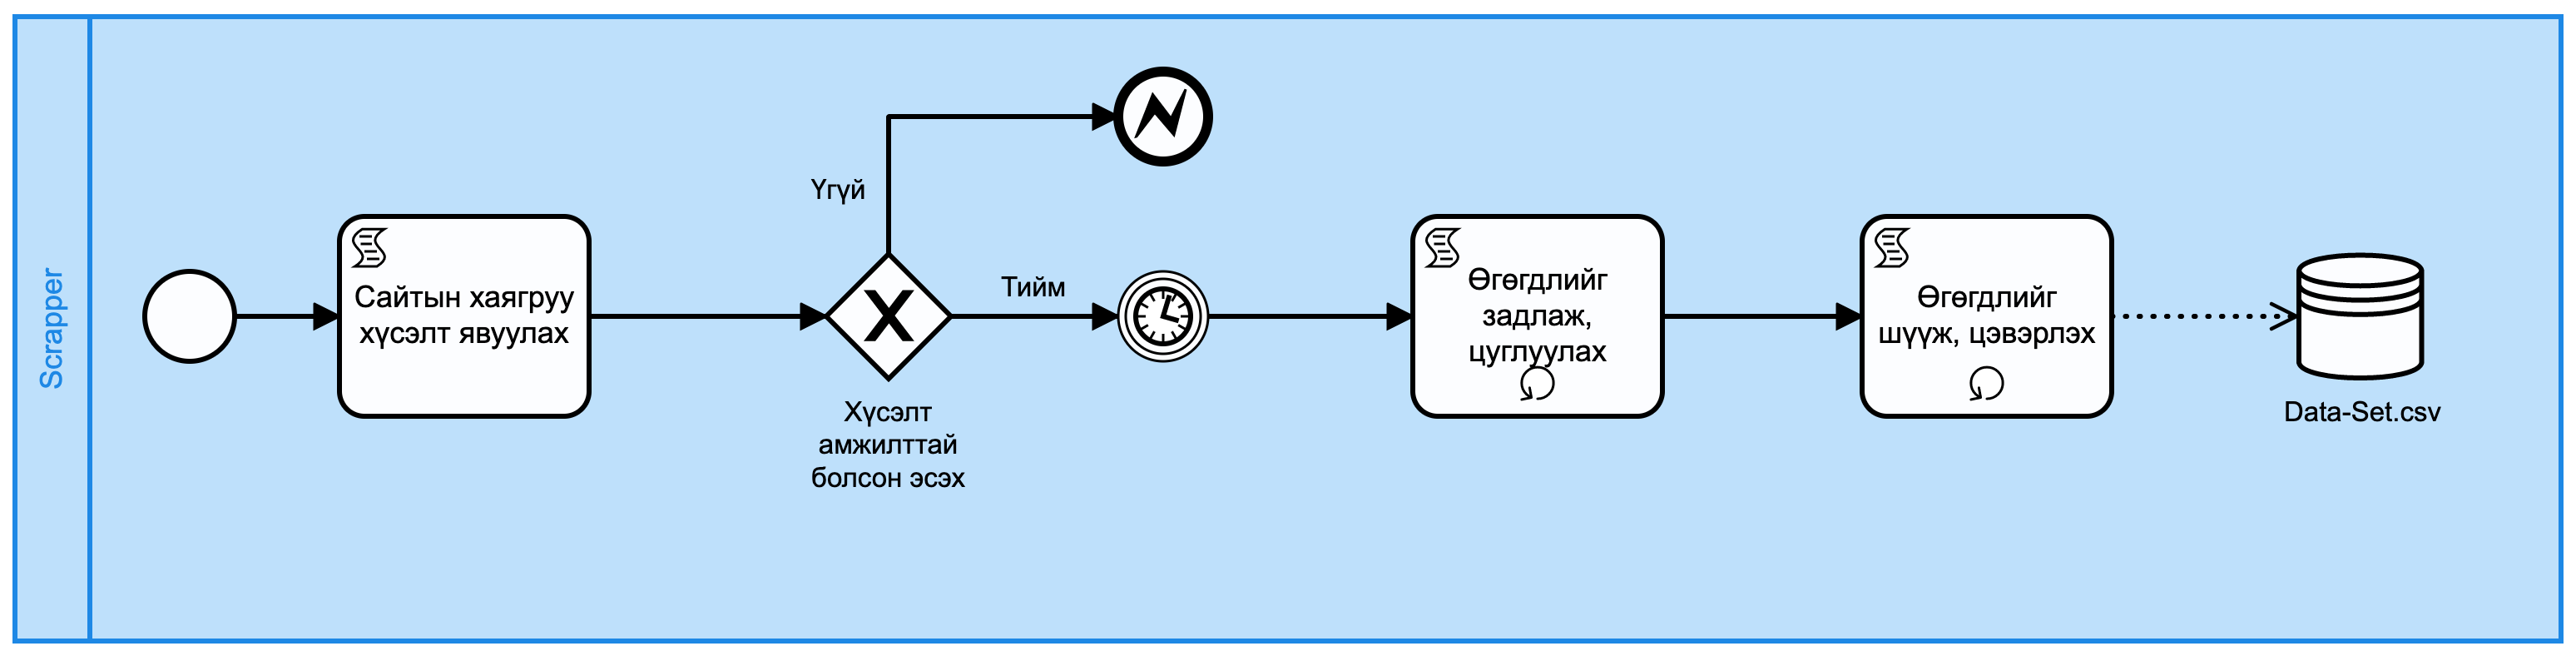 Scrapper
Сайтын хаягруу
хүсэлт явуулах
Үгүй
Хүсэлт
амжилттай
болсон эсэх
Тийм
Өгөгдлийг
задлаж,
цуглуулах
Өгөгдлийг
шүүж, цэвэрлэх
Data-Set.csv